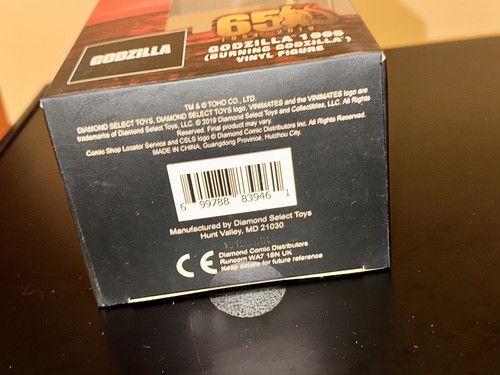 GODZILLA
65
1954-2019
GODZILLA 1995
(BURNING GODZILLA)
VINYL FIGURE
TM & © TOHO CO., LTD
DIAMOND SELECT TOYS, DIAMOND SELECT TOYS logo, VINIMATES and the VINIMATES logo are
trademarks of Diamond Select Toys, LLC. © 2019 Diamond Select Toys and Collectibles, LLC. All Rights
Reserved. Final product may vary.
Comic Shop Locator Service and CSLS logo © Diamond Comic Distributors Inc. All Rights Reserved.
MADE IN CHINA, Guangdong Province, Huizhou City.
6 99788 83946 1
Manufactured by Diamond Select Toys
Hunt Valley, MD 21030
CE
Diamond Comic Distributors
Runcorn WA7 1SN UK
Keep details for future reference